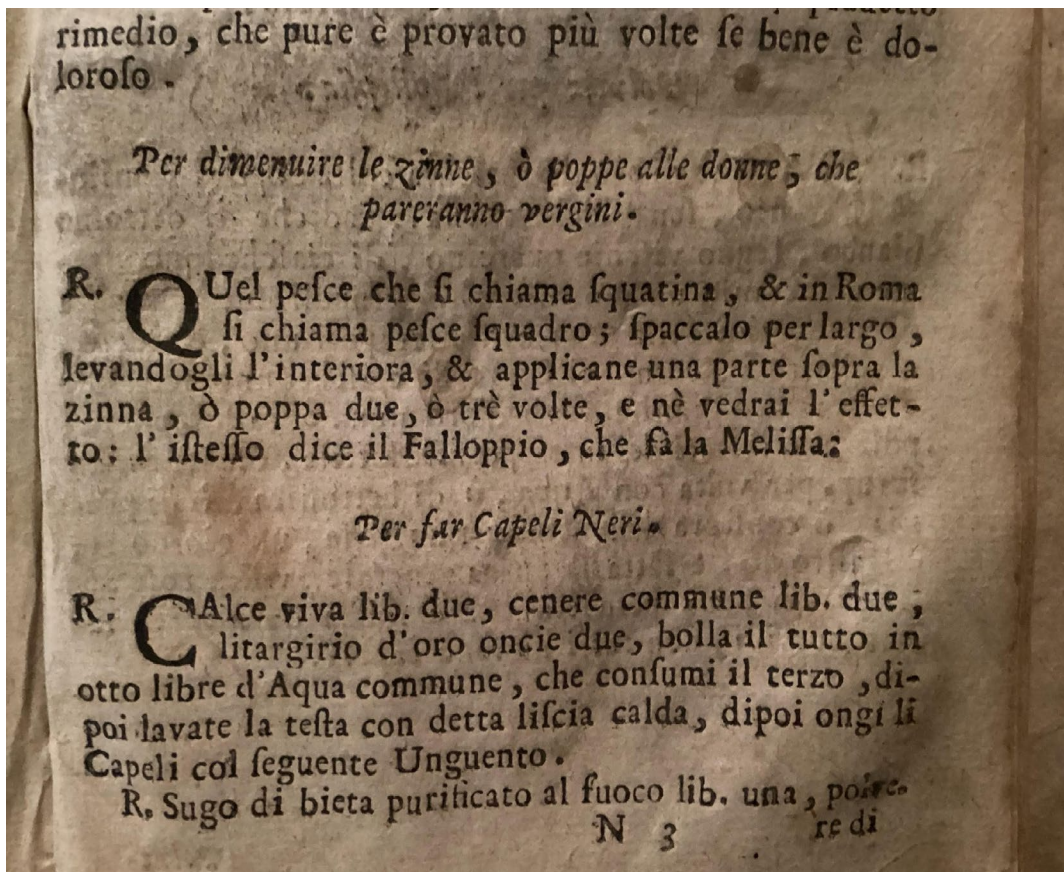 rimedio, che pure è provato più volte ſe bene è do-
loroſo.
Per dimenuire le zinne, ò poppe alle donne; che
pareranno vergini.
R. QUel peſce che ſi chiama ſquatina, & in Roma
ſi chiama peſce ſquadro; ſpaccalo per largo,
levandogli l'interiora, & applicane una parte ſopra la
zinna, ò poppa due, ò trè volte, e nè vedrai l'effet-
to: l'iſteſſo dice il Falloppio, che fà la Meliſſa:
Per far Capeli Neri.
R. CAlce viva lib. due, cenere commune lib. due,
litargirio d'oro oncie due, bolla il tutto in
otto libre d'Aqua commune, che conſumi il terzo, di-
poi lavate la teſta con detta liſcia calda, dipoi ongi li
Capeli col ſeguente Unguento.
R. Sugo di bieta purificato al fuoco lib. una,
N 3 re di